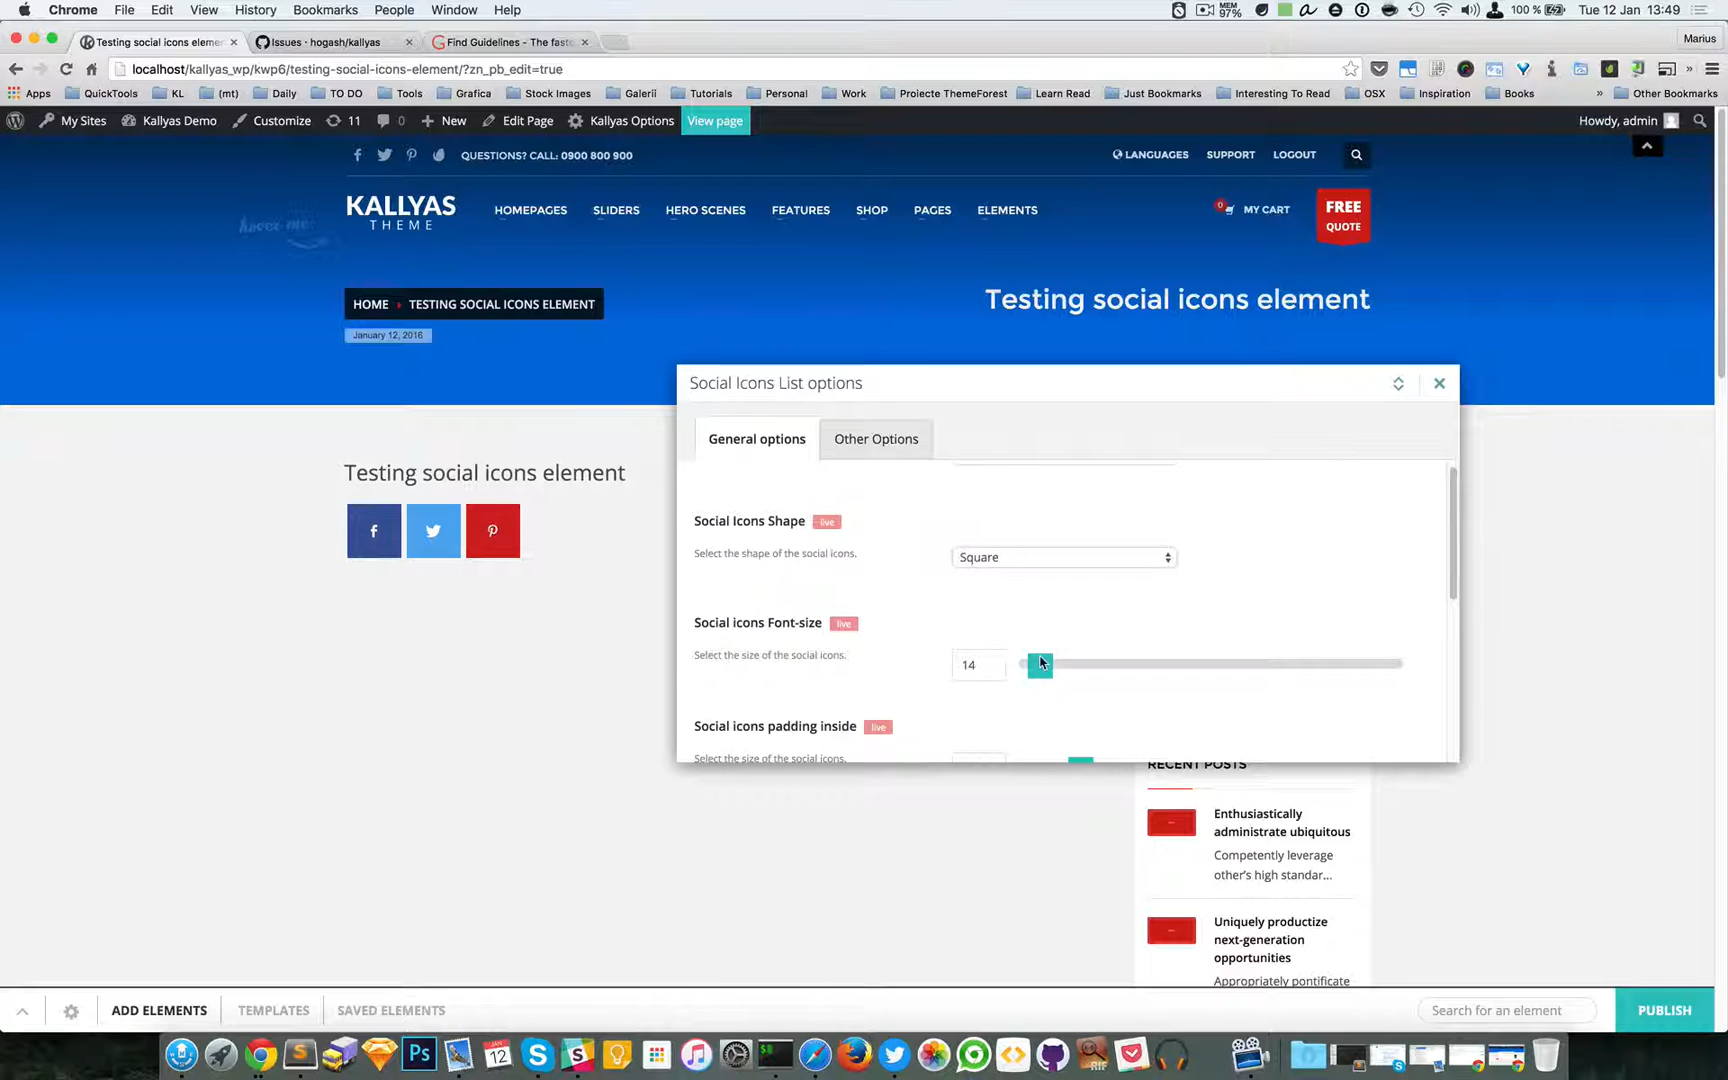 Chrome File Edit View History Bookmarks People Window Help MEM 97% 100 % Tue 12 Jan 13:49
Testing social icons eleme Issues · hogash/kallyas Find Guidelines - The fast Marius
localhost/kallyas_wp/kwp6/testing-social-icons-element/?zn_pb_edit=true
Apps QuickTools KL (mt) Daily TO DO Tools Grafica Stock Images Galerii Tutorials Personal Work Proiecte ThemeForest Learn Read Just Bookmarks Interesting To Read OSX Inspiration Books » Other Bookmarks
My Sites Kallyas Demo Customize 11 0 New Edit Page Kallyas Options View page Howdy, admin
QUESTIONS? CALL: 0900 800 900 LANGUAGES SUPPORT LOGOUT
KALLYAS
THEME
hover me!
HOMEPAGES SLIDERS HERO SCENES FEATURES SHOP PAGES ELEMENTS 0 MY CART
FREE
QUOTE
HOME TESTING SOCIAL ICONS ELEMENT
Testing social icons element
January 12, 2016
Social Icons List options
General options Other Options
Testing social icons element
Social Icons Shape live
Select the shape of the social icons.
Square
Social icons Font-size live
Select the size of the social icons.
14
Social icons padding inside live
Select the size of the social icons.
RECENT POSTS
Enthusiastically
administrate ubiquitous
Competently leverage
other's high standar...
Uniquely productize
next-generation
opportunities
Appropriately pontificate
ADD ELEMENTS TEMPLATES SAVED ELEMENTS Search for an element PUBLISH
Ps JAN 12 RIF